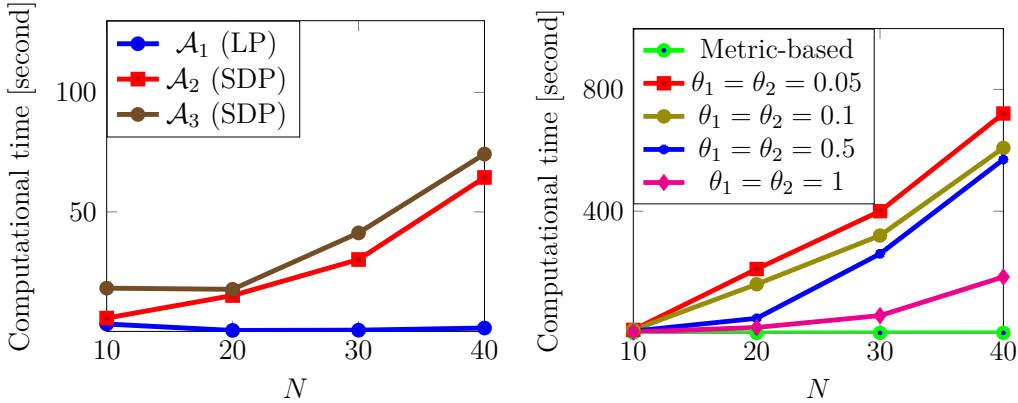 Computational time [second]
100
50
10
20
30
40
N
𝒜₁ (LP)
𝒜₂ (SDP)
𝒜₃ (SDP)
Computational time [second]
800
400
10
20
30
40
N
Metric-based
θ₁ = θ₂ = 0.05
θ₁ = θ₂ = 0.1
θ₁ = θ₂ = 0.5
θ₁ = θ₂ = 1